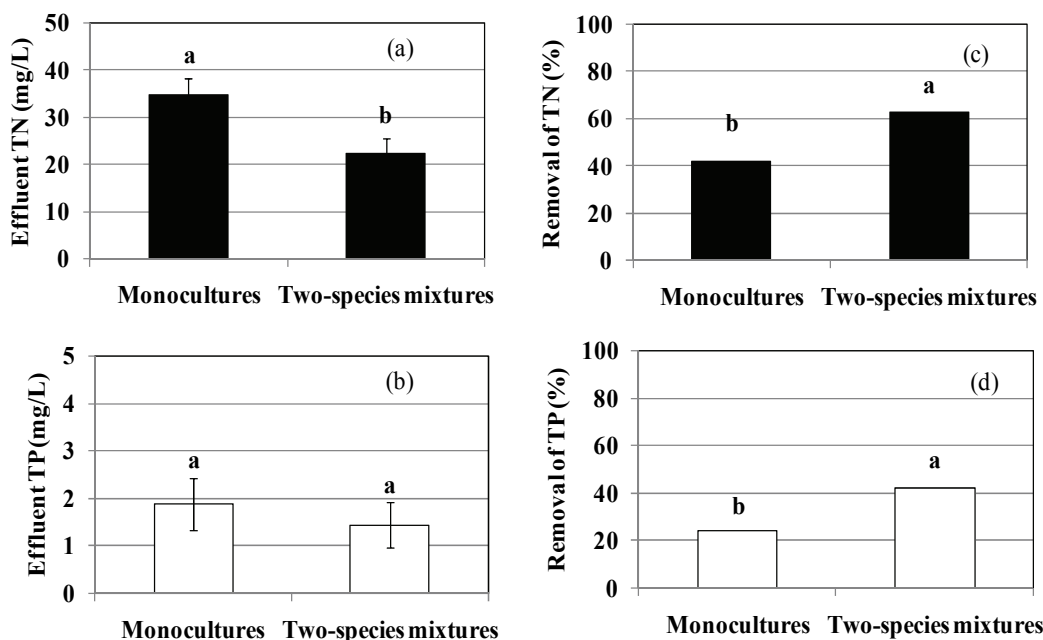 50
40
30
20
10
0
Effluent TN (mg/L)
(a)
a
b
Monocultures Two-species mixtures
100
80
60
40
20
0
Removal of TN (%)
(c)
b
a
Monocultures Two-species mixtures
5
4
3
2
1
0
Effluent TP(mg/L)
(b)
a
a
Monocultures Two-species mixtures
100
80
60
40
20
0
Removal of TP (%)
(d)
b
a
Monocultures Two-species mixtures